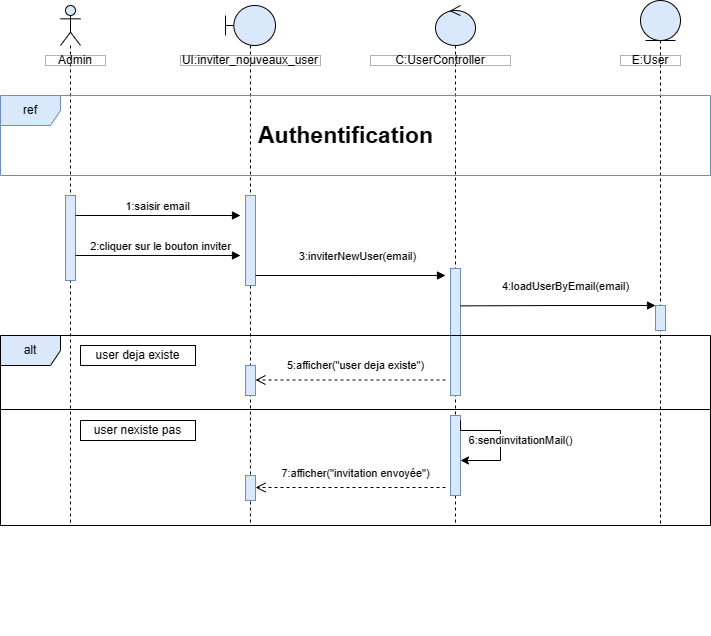 Admin
UI:inviter_nouveaux_user
C:UserController
E:User
ref
Authentification
1:saisir email
2:cliquer sur le bouton inviter
3:inviterNewUser(email)
4:loadUserByEmail(email)
alt
user deja existe
5:afficher("user deja existe")
user nexiste pas
6:sendinvitationMail()
7:afficher("invitation envoyée")